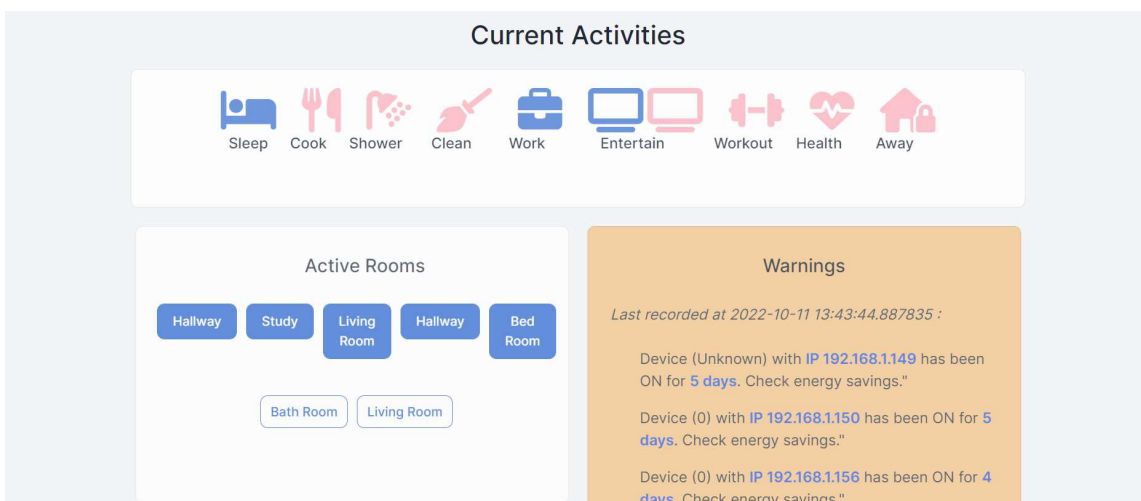 Current Activities
Sleep Cook Shower Clean Work Entertain Workout Health Away
Active Rooms
Hallway Study Living Room Hallway Bed Room
Bath Room Living Room
Warnings
Last recorded at 2022-10-11 13:43:44.887835 :
Device (Unknown) with IP 192.168.1.149 has been
ON for 5 days. Check energy savings."
Device (0) with IP 192.168.1.150 has been ON for 5
days. Check energy savings."
Device (0) with IP 192.168.1.156 has been ON for 4
days. Check energy savings."